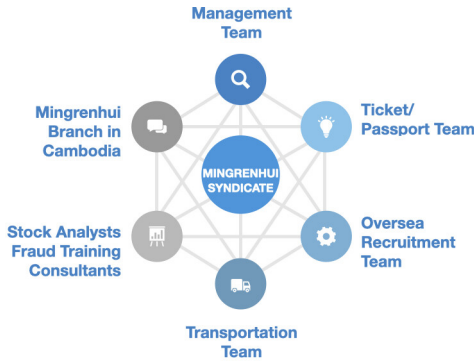 Management
Team
Mingrenhui
Branch in
Cambodia
Ticket/
Passport Team
MINGRENHUI
SYNDICATE
Stock Analysts
Fraud Training
Consultants
Oversea
Recruitment
Team
Transportation
Team